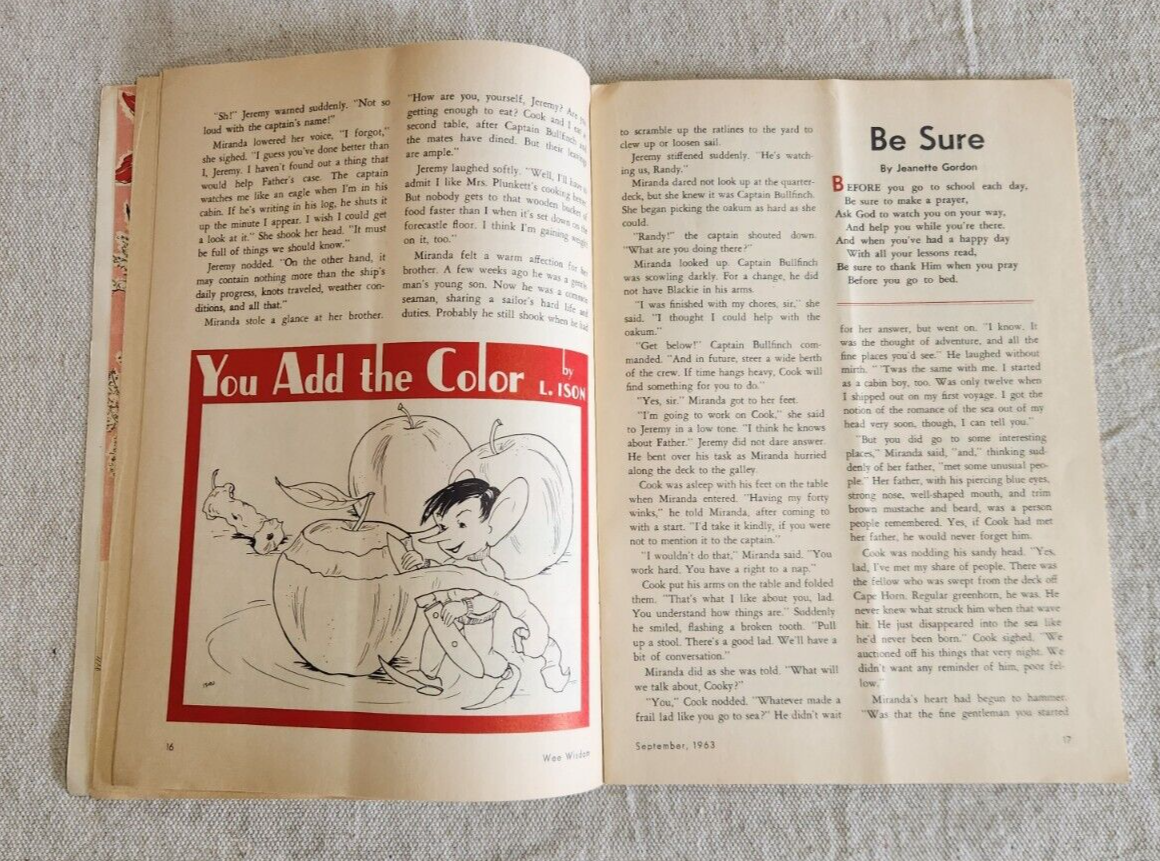 "Sh!" Jeremy warned suddenly. "Not so
loud with the captain's name!"
Miranda lowered her voice, "I forgot,"
she sighed. "I guess you've done better than
I, Jeremy. I haven't found out a thing that
would help Father's case. The captain
watches me like an eagle when I'm in his
cabin. If he's writing in his log, he shuts it
up the minute I appear. I wish I could get
a look at it." She shook her head. "It must
be full of things we should know."
Jeremy nodded. "On the other hand, it
may contain nothing more than the ship's
daily progress, knots traveled, weather con-
ditions, and all that."
Miranda stole a glance at her brother.
"How are you, yourself, Jeremy? Are
getting enough to eat? Cook and I eat
second table, after Captain Bullfinch and
the mates have dined. But their leavings
are ample."
Jeremy laughed softly. "Well, I'll have to
admit I like Mrs. Plunkett's cooking better
But nobody gets to that wooden bucket of
food faster than I when it's set down on the
forecastle floor. I think I'm gaining weight
on it, too."
Miranda felt a warm affection for her
brother. A few weeks ago he was a gentle-
man's young son. Now he was a common
seaman, sharing a sailor's hard life and
duties. Probably he still shook when he had
You Add the Color
by
L. ISON
16
Wee Wisdom
to scramble up the ratlines to the yard to
clew up or loosen sail.
Jeremy stiffened suddenly. "He's watch-
ing us, Randy."
Miranda dared not look up at the quarter-
deck, but she knew it was Captain Bullfinch.
She began picking the oakum as hard as she
could.
"Randy!" the captain shouted down.
"What are you doing there?"
Miranda looked up. Captain Bullfinch
was scowling darkly. For a change, he did
not have Blackie in his arms.
"I was finished with my chores, sir," she
said. "I thought I could help with the
oakum."
"Get below!" Captain Bullfinch com-
manded. "And in future, steer a wide berth
of the crew. If time hangs heavy, Cook will
find something for you to do."
"Yes, sir." Miranda got to her feet.
"I'm going to work on Cook," she said
to Jeremy in a low tone. "I think he knows
about Father." Jeremy did not dare answer.
He bent over his task as Miranda hurried
along the deck to the galley.
Cook was asleep with his feet on the table
when Miranda entered. "Having my forty
winks," he told Miranda, after coming to
with a start. "I'd take it kindly, if you were
not to mention it to the captain."
"I wouldn't do that," Miranda said. "You
work hard. You have a right to a nap."
Cook put his arms on the table and folded
them. "That's what I like about you, lad.
You understand how things are." Suddenly
he smiled, flashing a broken tooth. "Pull
up a stool. There's a good lad. We'll have a
bit of conversation."
Miranda did as she was told. "What will
we talk about, Cooky?"
"You," Cook nodded. "Whatever made a
frail lad like you go to sea?" He didn't wait
September, 1963
Be Sure
By Jeanette Gordon
BEFORE you go to school each day,
Be sure to make a prayer,
Ask God to watch you on your way,
And help you while you're there.
And when you've had a happy day
With all your lessons read,
Be sure to thank Him when you pray
Before you go to bed.
for her answer, but went on. "I know. It
was the thought of adventure, and all the
fine places you'd see." He laughed without
mirth. "'Twas the same with me. I started
as a cabin boy, too. Was only twelve when
I shipped out on my first voyage. I got the
notion of the romance of the sea out of my
head very soon, though, I can tell you."
"But you did go to some interesting
places," Miranda said, "and," thinking sud-
denly of her father, "met some unusual peo-
ple." Her father, with his piercing blue eyes,
strong nose, well-shaped mouth, and trim
brown mustache and beard, was a person
people remembered. Yes, if Cook had met
her father, he would never forget him.
Cook was nodding his sandy head. "Yes,
lad, I've met my share of people. There was
the fellow who was swept from the deck off
Cape Horn. Regular greenhorn, he was. He
never knew what struck him when that wave
hit. He just disappeared into the sea like
he'd never been born." Cook sighed. "We
auctioned off his things that very night. We
didn't want any reminder of him, poor fel-
low."
Miranda's heart had begun to hammer.
"Was that the fine gentleman you started
17